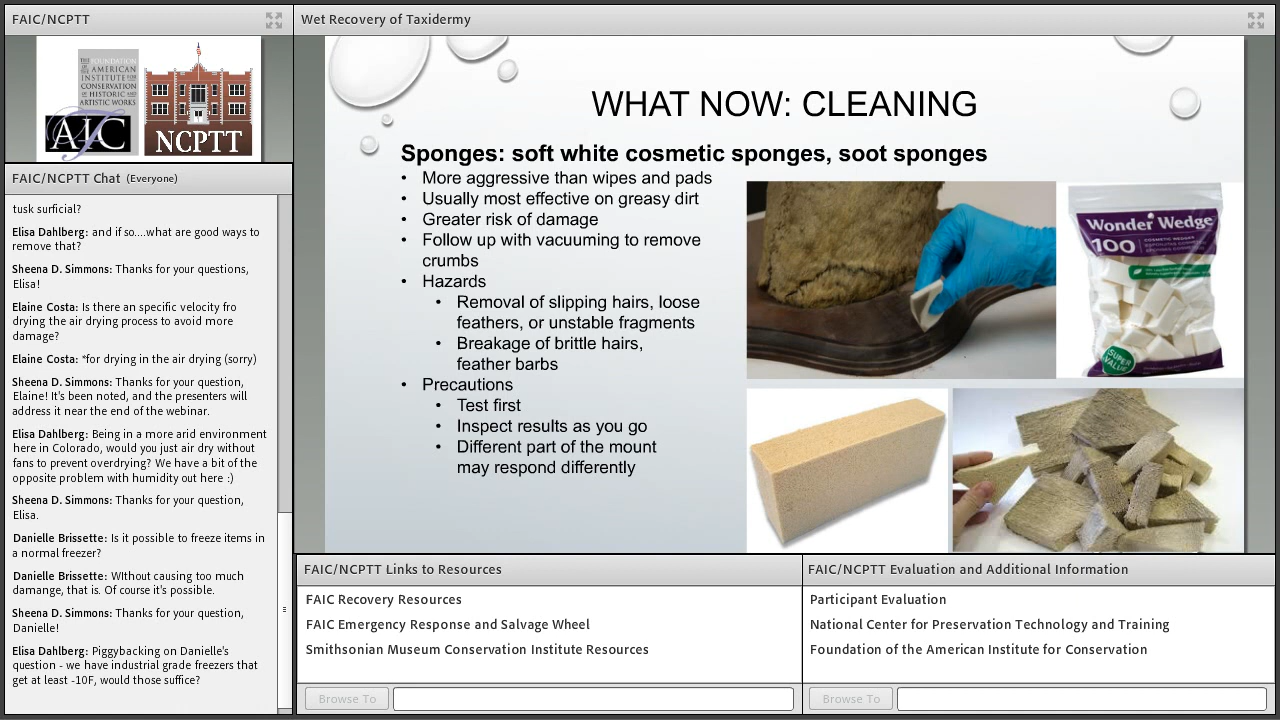 FAIC/NCPTT
THE FOUNDATION
OF THE AMERICAN
INSTITUTE FOR
CONSERVATION
OF HISTORIC AND
ARTISTIC WORKS
AIC
NCPTT
FAIC/NCPTT Chat (Everyone)
tusk surficial?
Elisa Dahlberg: and if so....what are good ways to
remove that?
Sheena D. Simmons: Thanks for your questions,
Elisa!
Elaine Costa: Is there an specific velocity fro
drying the air drying process to avoid more
damage?
Elaine Costa: *for drying in the air drying (sorry)
Sheena D. Simmons: Thanks for your question,
Elaine! It's been noted, and the presenters will
address it near the end of the webinar.
Elisa Dahlberg: Being in a more arid environment
here in Colorado, would you just air dry without
fans to prevent overdrying? We have a bit of the
opposite problem with humidity out here :)
Sheena D. Simmons: Thanks for your question,
Elisa.
Danielle Brissette: Is it possible to freeze items in
a normal freezer?
Danielle Brissette: WIthout causing too much
damange, that is. Of course it's possible.
Sheena D. Simmons: Thanks for your question,
Danielle!
Elisa Dahlberg: Piggybacking on Danielle's
question - we have industrial grade freezers that
get at least -10F, would those suffice?
Wet Recovery of Taxidermy
WHAT NOW: CLEANING
Sponges: soft white cosmetic sponges, soot sponges
• More aggressive than wipes and pads
• Usually most effective on greasy dirt
• Greater risk of damage
• Follow up with vacuuming to remove
crumbs
• Hazards
• Removal of slipping hairs, loose
feathers, or unstable fragments
• Breakage of brittle hairs,
feather barbs
• Precautions
• Test first
• Inspect results as you go
• Different part of the mount
may respond differently
Wonder Wedge
100
COSMETIC WEDGES
SUPER
VALUE
FAIC/NCPTT Links to Resources
FAIC Recovery Resources
FAIC Emergency Response and Salvage Wheel
Smithsonian Museum Conservation Institute Resources
Browse To
FAIC/NCPTT Evaluation and Additional Information
Participant Evaluation
National Center for Preservation Technology and Training
Foundation of the American Institute for Conservation
Browse To